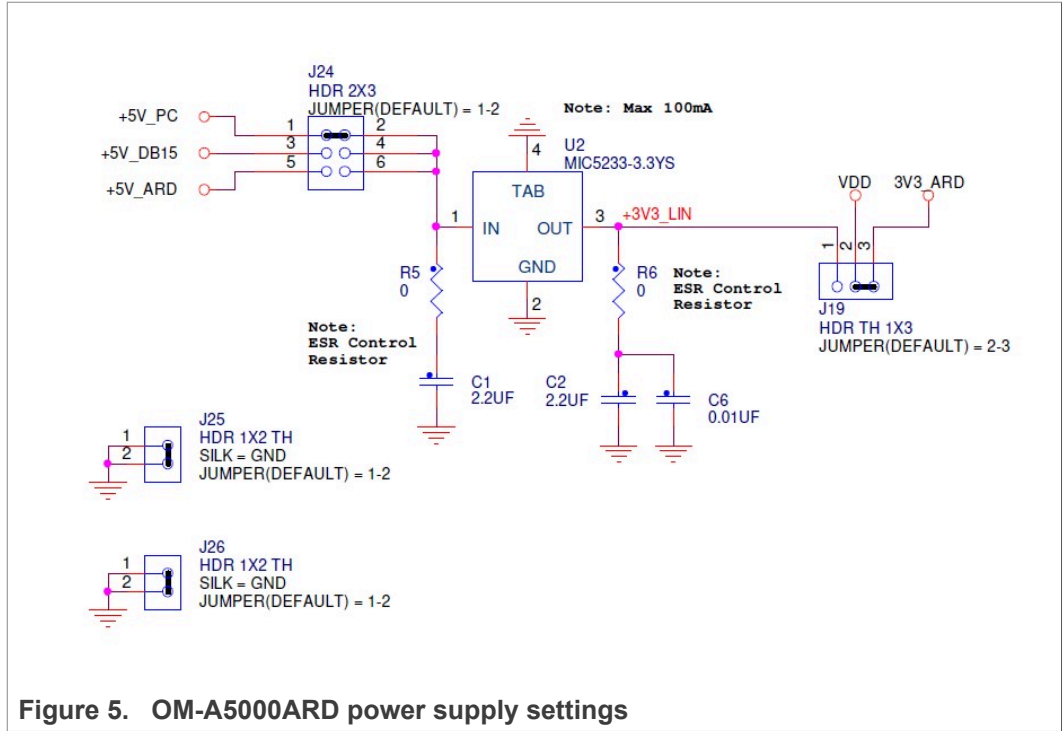 J24
HDR 2X3
JUMPER(DEFAULT) = 1-2
Note: Max 100mA
+5V_PC
1
2
+5V_DB15
3
4
+5V_ARD
5
6
4
U2
MIC5233-3.3YS
TAB
1
IN
OUT
3
+3V3_LIN
GND
2
VDD
3V3_ARD
1
2
3
J19
HDR TH 1X3
JUMPER(DEFAULT) = 2-3
R5
0
Note:
ESR Control
Resistor
R6
0
Note:
ESR Control
Resistor
C1
2.2UF
C2
2.2UF
C6
0.01UF
J25
HDR 1X2 TH
SILK = GND
JUMPER(DEFAULT) = 1-2
1
2
J26
HDR 1X2 TH
SILK = GND
JUMPER(DEFAULT) = 1-2
1
2
Figure 5. OM-A5000ARD power supply settings